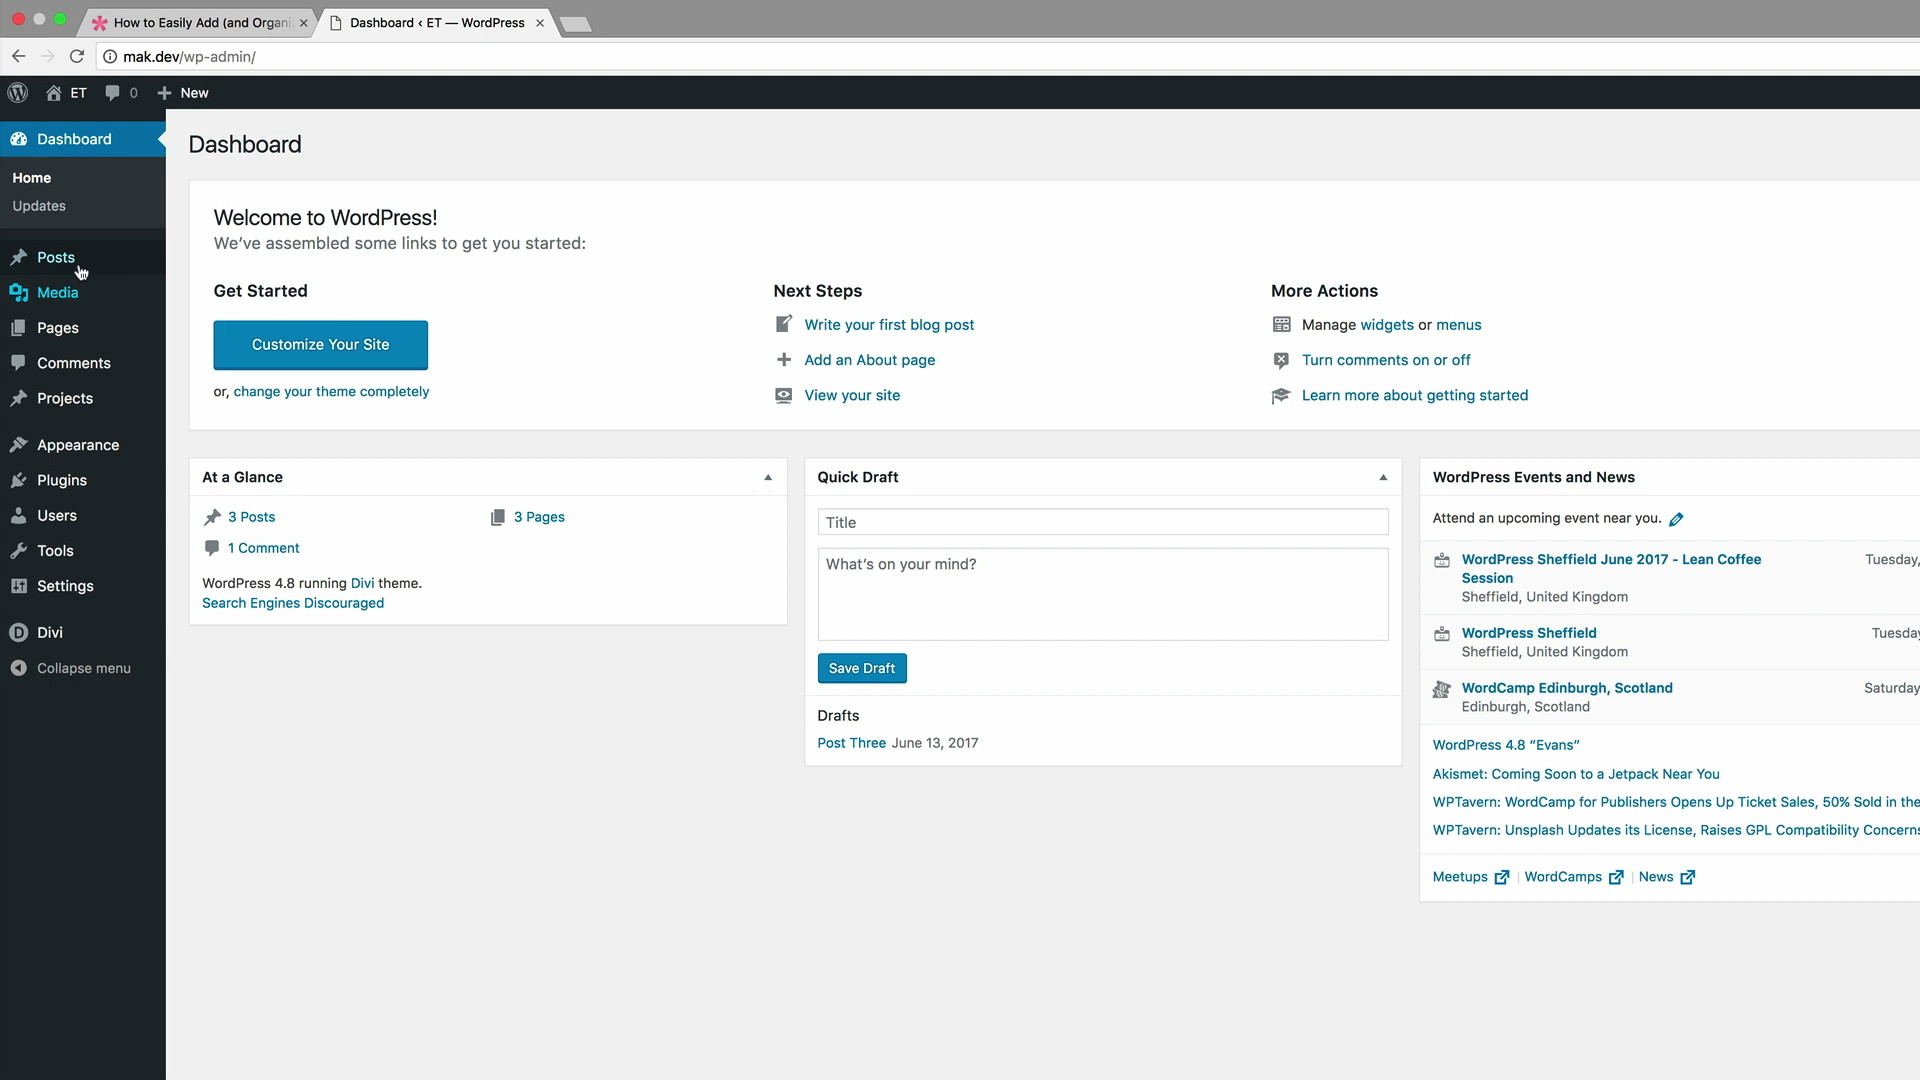 How to Easily Add (and Organi
Dashboard ‹ ET — WordPress
mak.dev/wp-admin/
ET
0
New
Dashboard
Home
Updates
Posts
Media
Pages
Comments
Projects
Appearance
Plugins
Users
Tools
Settings
Divi
Collapse menu
Dashboard
Welcome to WordPress!
We've assembled some links to get you started:
Get Started
Customize Your Site
or, change your theme completely
Next Steps
Write your first blog post
Add an About page
View your site
More Actions
Manage widgets or menus
Turn comments on or off
Learn more about getting started
At a Glance
3 Posts
3 Pages
1 Comment
WordPress 4.8 running Divi theme.
Search Engines Discouraged
Quick Draft
Title
What's on your mind?
Save Draft
Drafts
Post Three June 13, 2017
WordPress Events and News
Attend an upcoming event near you.
WordPress Sheffield June 2017 - Lean Coffee Tuesday,
Session
Sheffield, United Kingdom
WordPress Sheffield Tuesday
Sheffield, United Kingdom
WordCamp Edinburgh, Scotland Saturday
Edinburgh, Scotland
WordPress 4.8 “Evans”
Akismet: Coming Soon to a Jetpack Near You
WPTavern: WordCamp for Publishers Opens Up Ticket Sales, 50% Sold in the
WPTavern: Unsplash Updates its License, Raises GPL Compatibility Concerns
Meetups | WordCamps | News